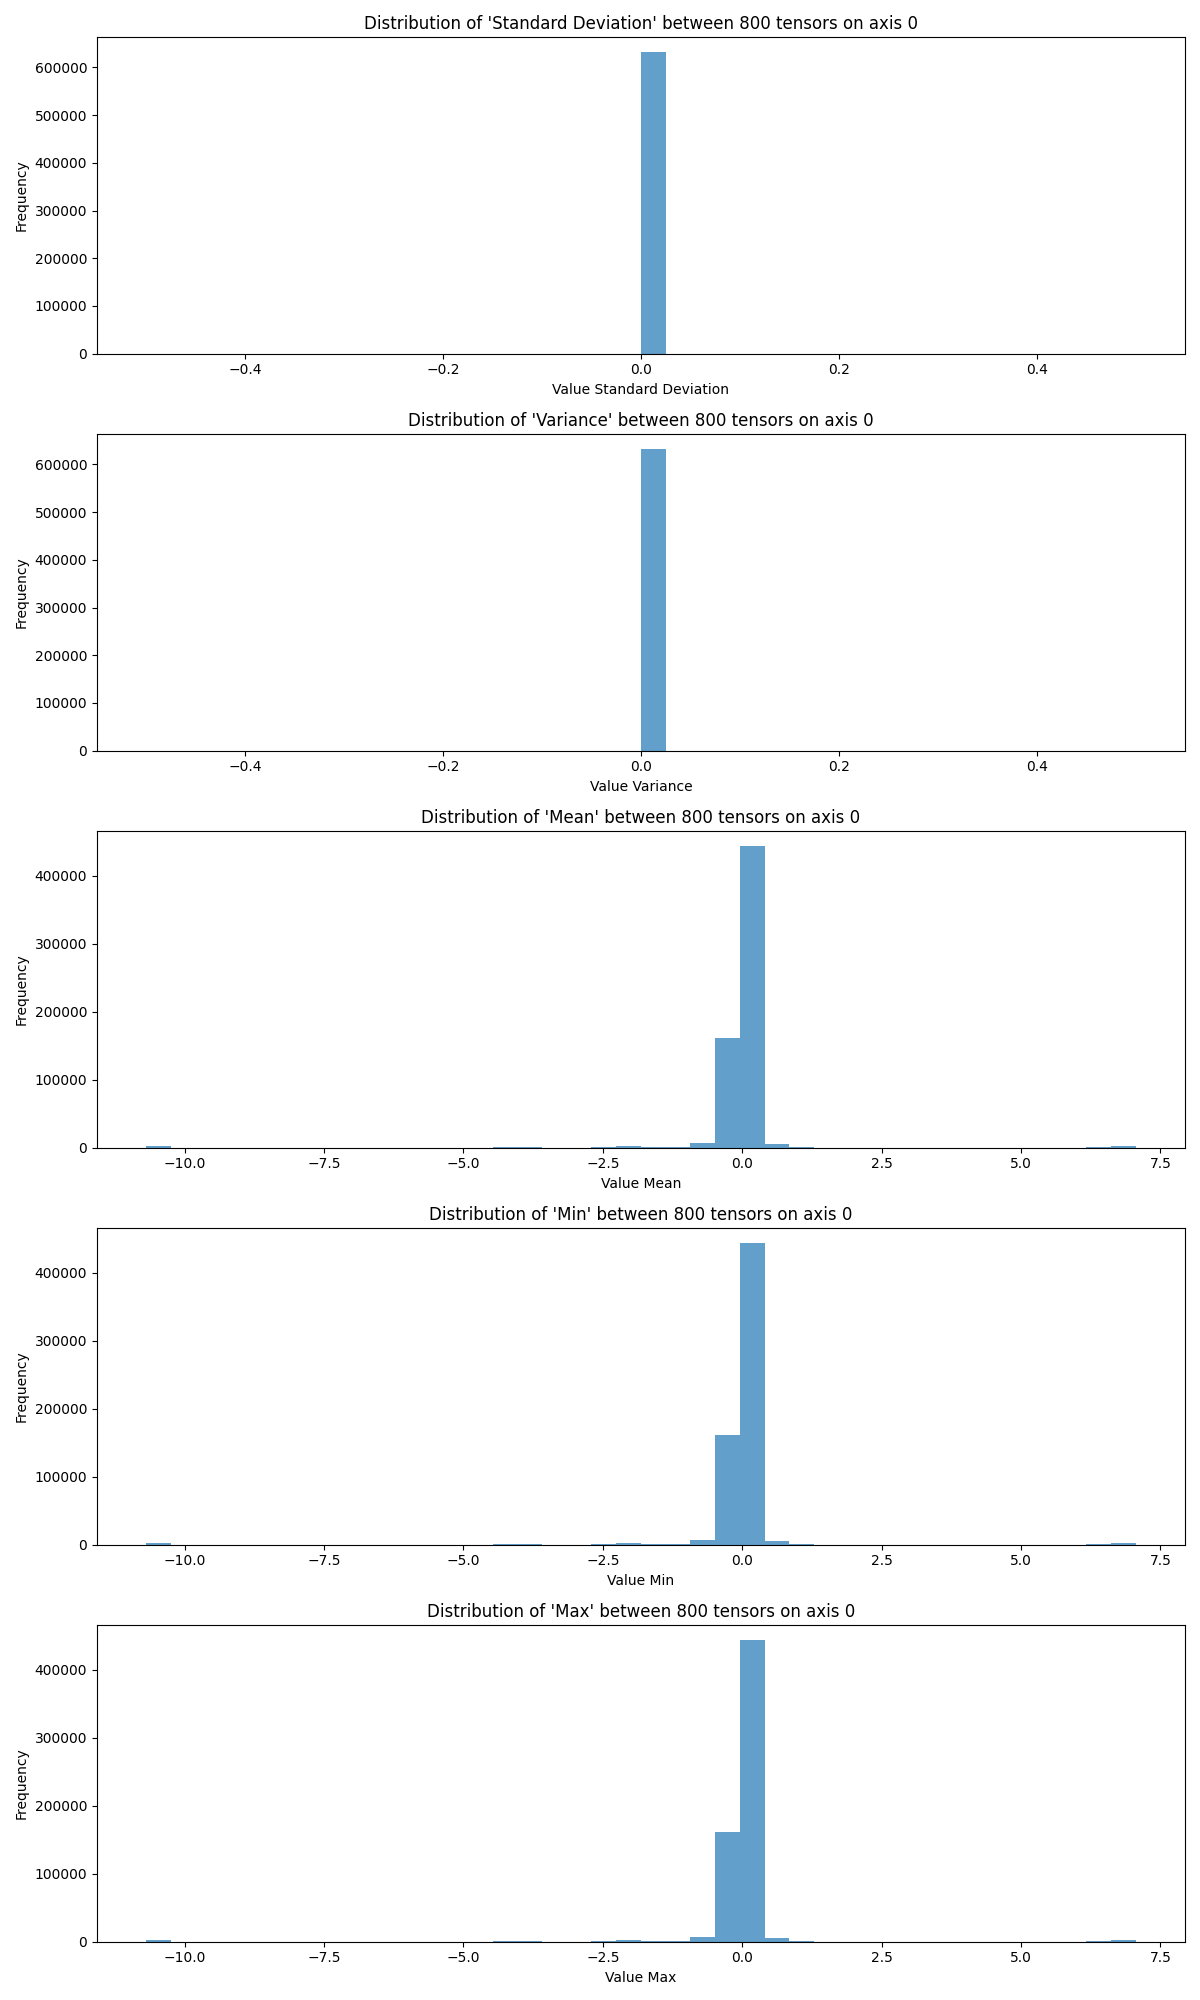 Distribution of 'Standard Deviation' between 800 tensors on axis 0
600000
500000
400000
300000
200000
100000
0
Frequency
−0.4 −0.2 0.0 0.2 0.4
Value Standard Deviation
Distribution of 'Variance' between 800 tensors on axis 0
600000
500000
400000
300000
200000
100000
0
Frequency
−0.4 −0.2 0.0 0.2 0.4
Value Variance
Distribution of 'Mean' between 800 tensors on axis 0
400000
300000
200000
100000
0
Frequency
−10.0 −7.5 −5.0 −2.5 0.0 2.5 5.0 7.5
Value Mean
Distribution of 'Min' between 800 tensors on axis 0
400000
300000
200000
100000
0
Frequency
−10.0 −7.5 −5.0 −2.5 0.0 2.5 5.0 7.5
Value Min
Distribution of 'Max' between 800 tensors on axis 0
400000
300000
200000
100000
0
Frequency
−10.0 −7.5 −5.0 −2.5 0.0 2.5 5.0 7.5
Value Max